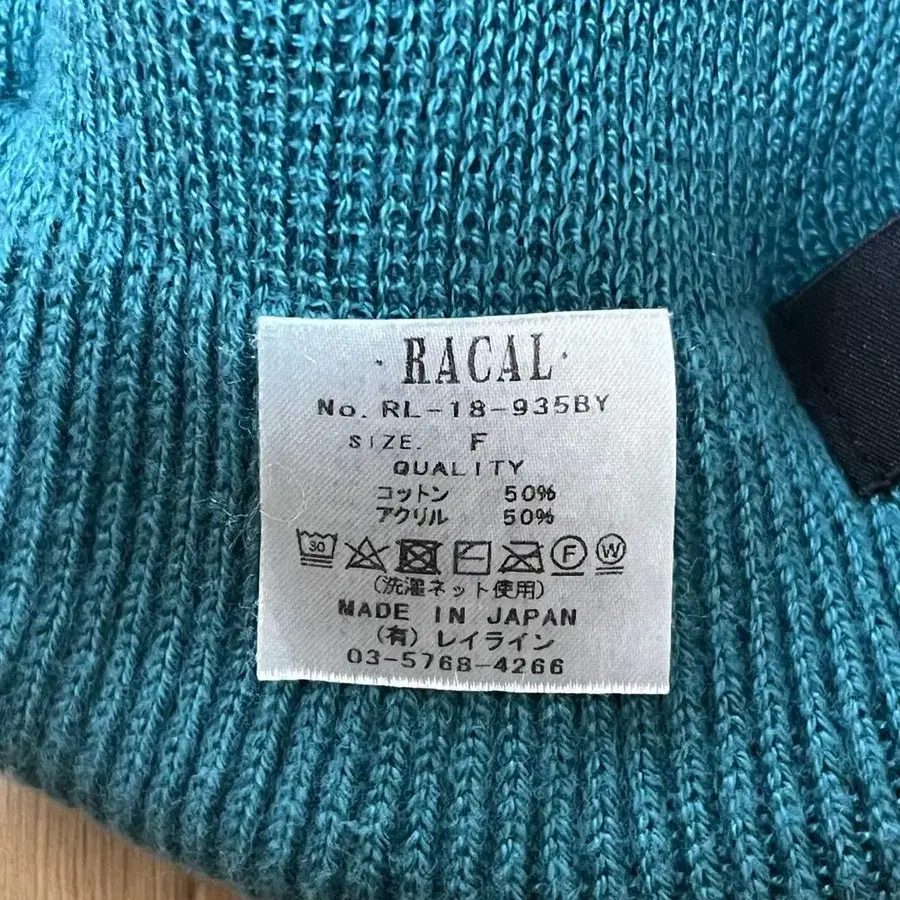 · RACAL ·
No. RL-18-935BY
SIZE. F
QUALITY
コットン 50%
アクリル 50%
30 F W
(洗濯ネット使用)
MADE IN JAPAN
(有) レイライン
03-5768-4266